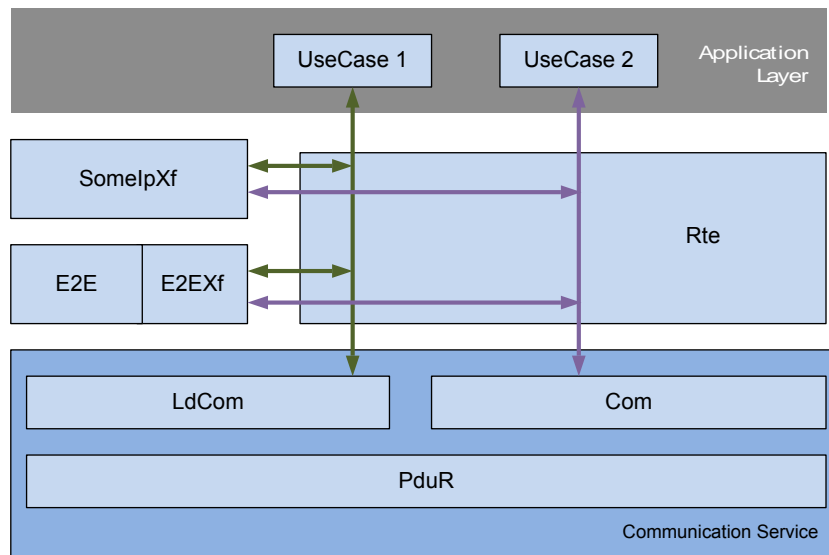 UseCase 1
UseCase 2
Application
Layer
SomeIpXf
Rte
E2E
E2EXf
LdCom
Com
PduR
Communication Service